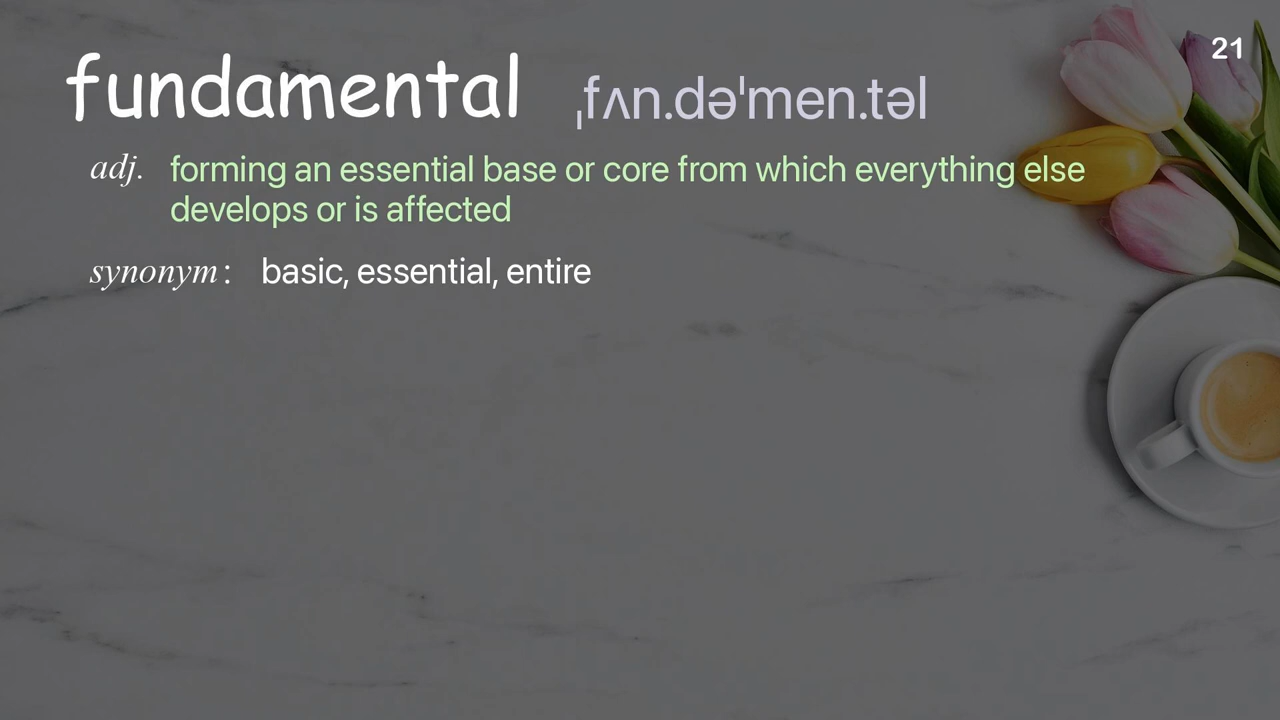 21
fundamental ˌfʌn.dəˈmen.təl
adj. forming an essential base or core from which everything else
develops or is affected
synonym: basic, essential, entire